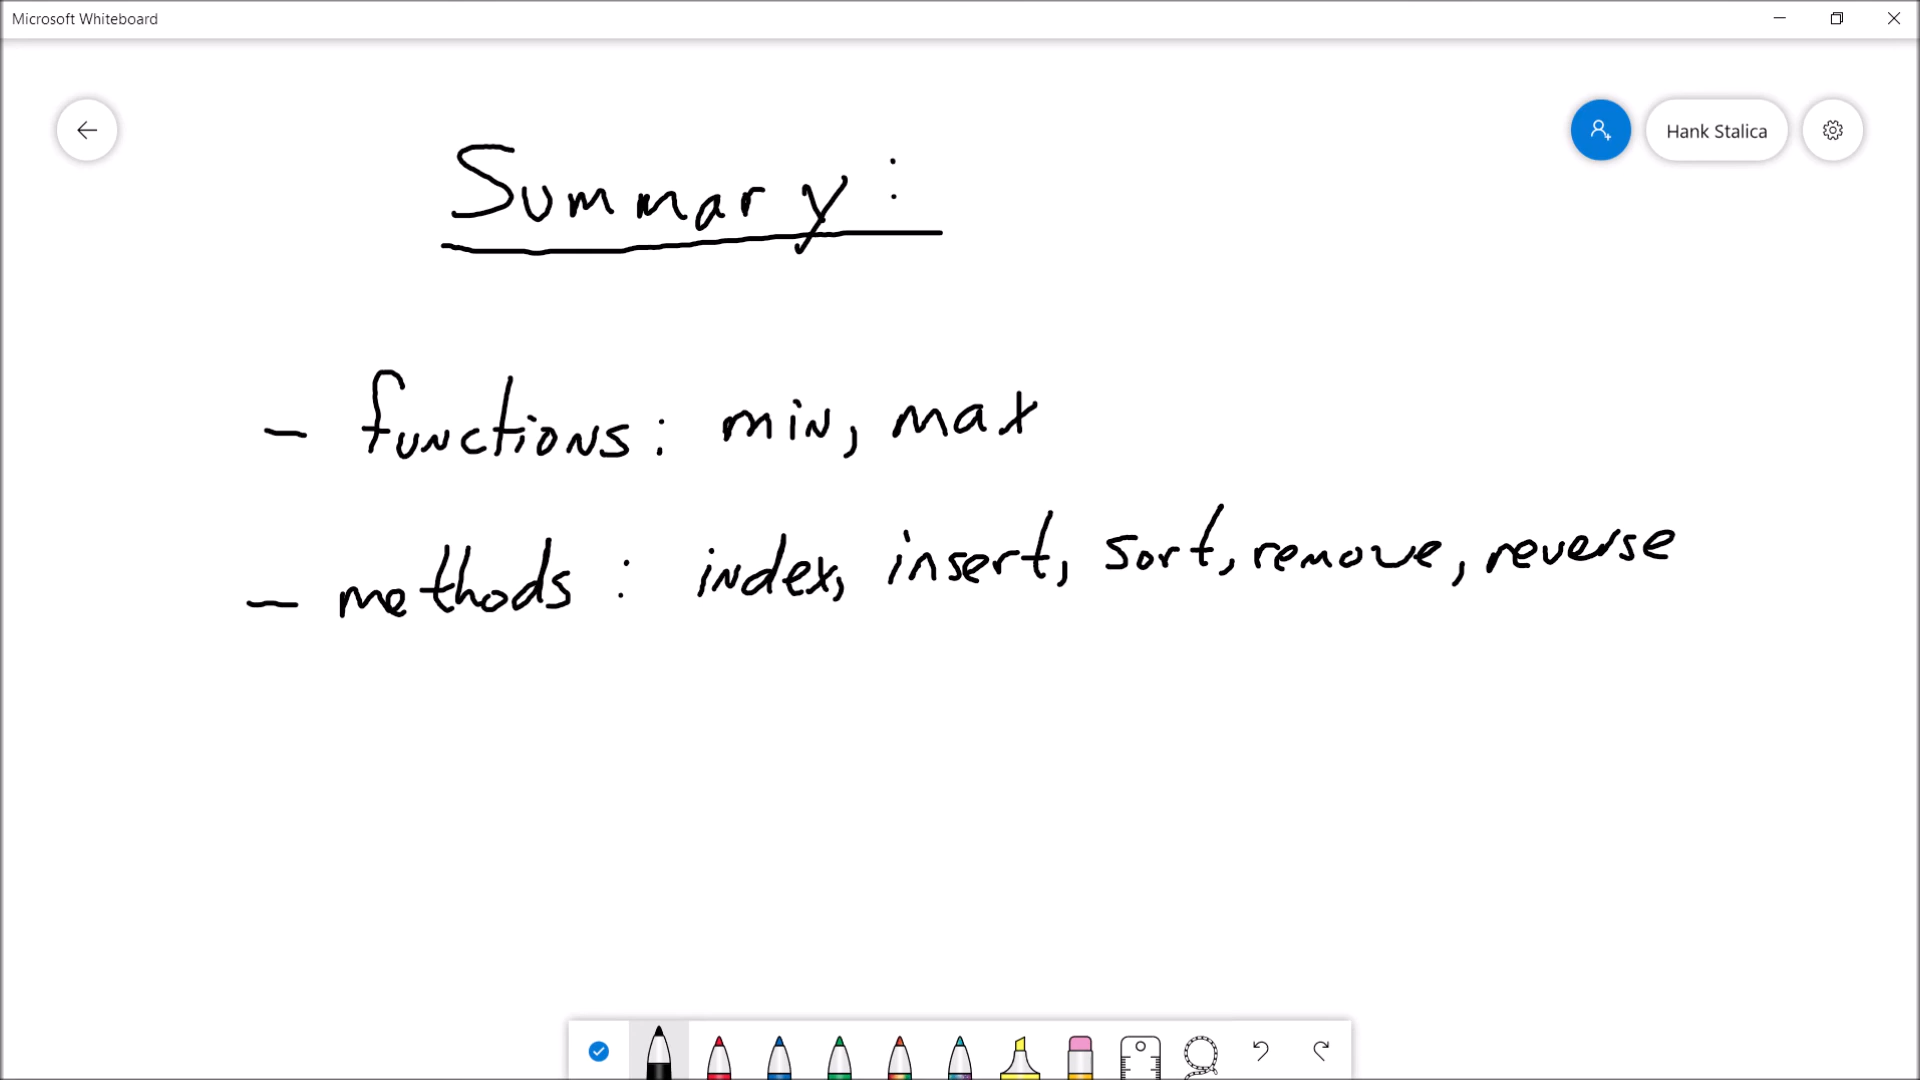 Microsoft Whiteboard
Hank Stalica
Summary:
- functions: min, max
- methods: index, insert, sort, remove, reverse